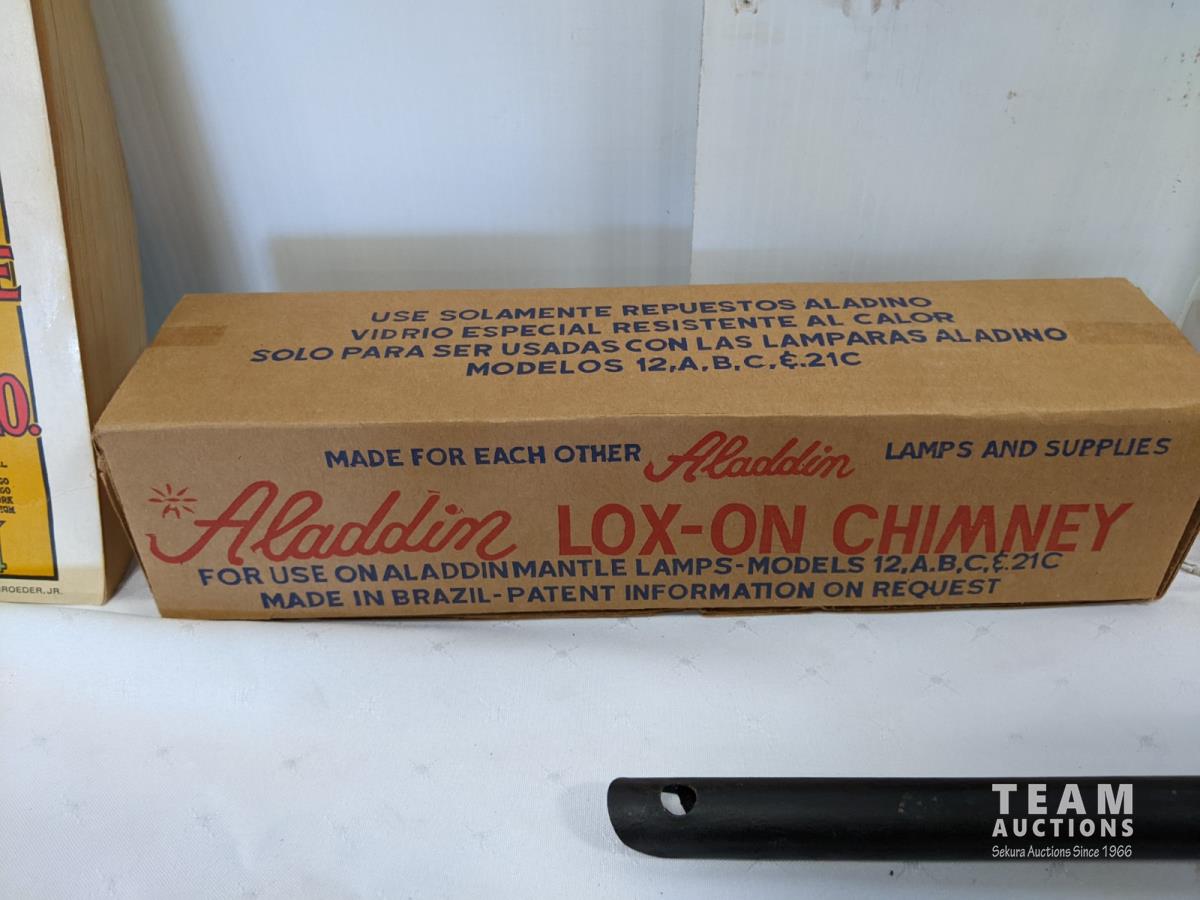 USE SOLAMENTE REPUESTOS ALADINO
VIDRIO ESPECIAL RESISTENTE AL CALOR
SOLO PARA SER USADAS CON LAS LAMPARAS ALADINO
MODELOS 12,A,B,C,&.21C
MADE FOR EACH OTHER Aladdin LAMPS AND SUPPLIES
Aladdin LOX-ON CHIMNEY
FOR USE ON ALADDIN MANTLE LAMPS-MODELS 12,A.B,C,&.21C
MADE IN BRAZIL-PATENT INFORMATION ON REQUEST
ROEDER, JR.
TEAM
AUCTIONS
Sekura Auctions Since 1966